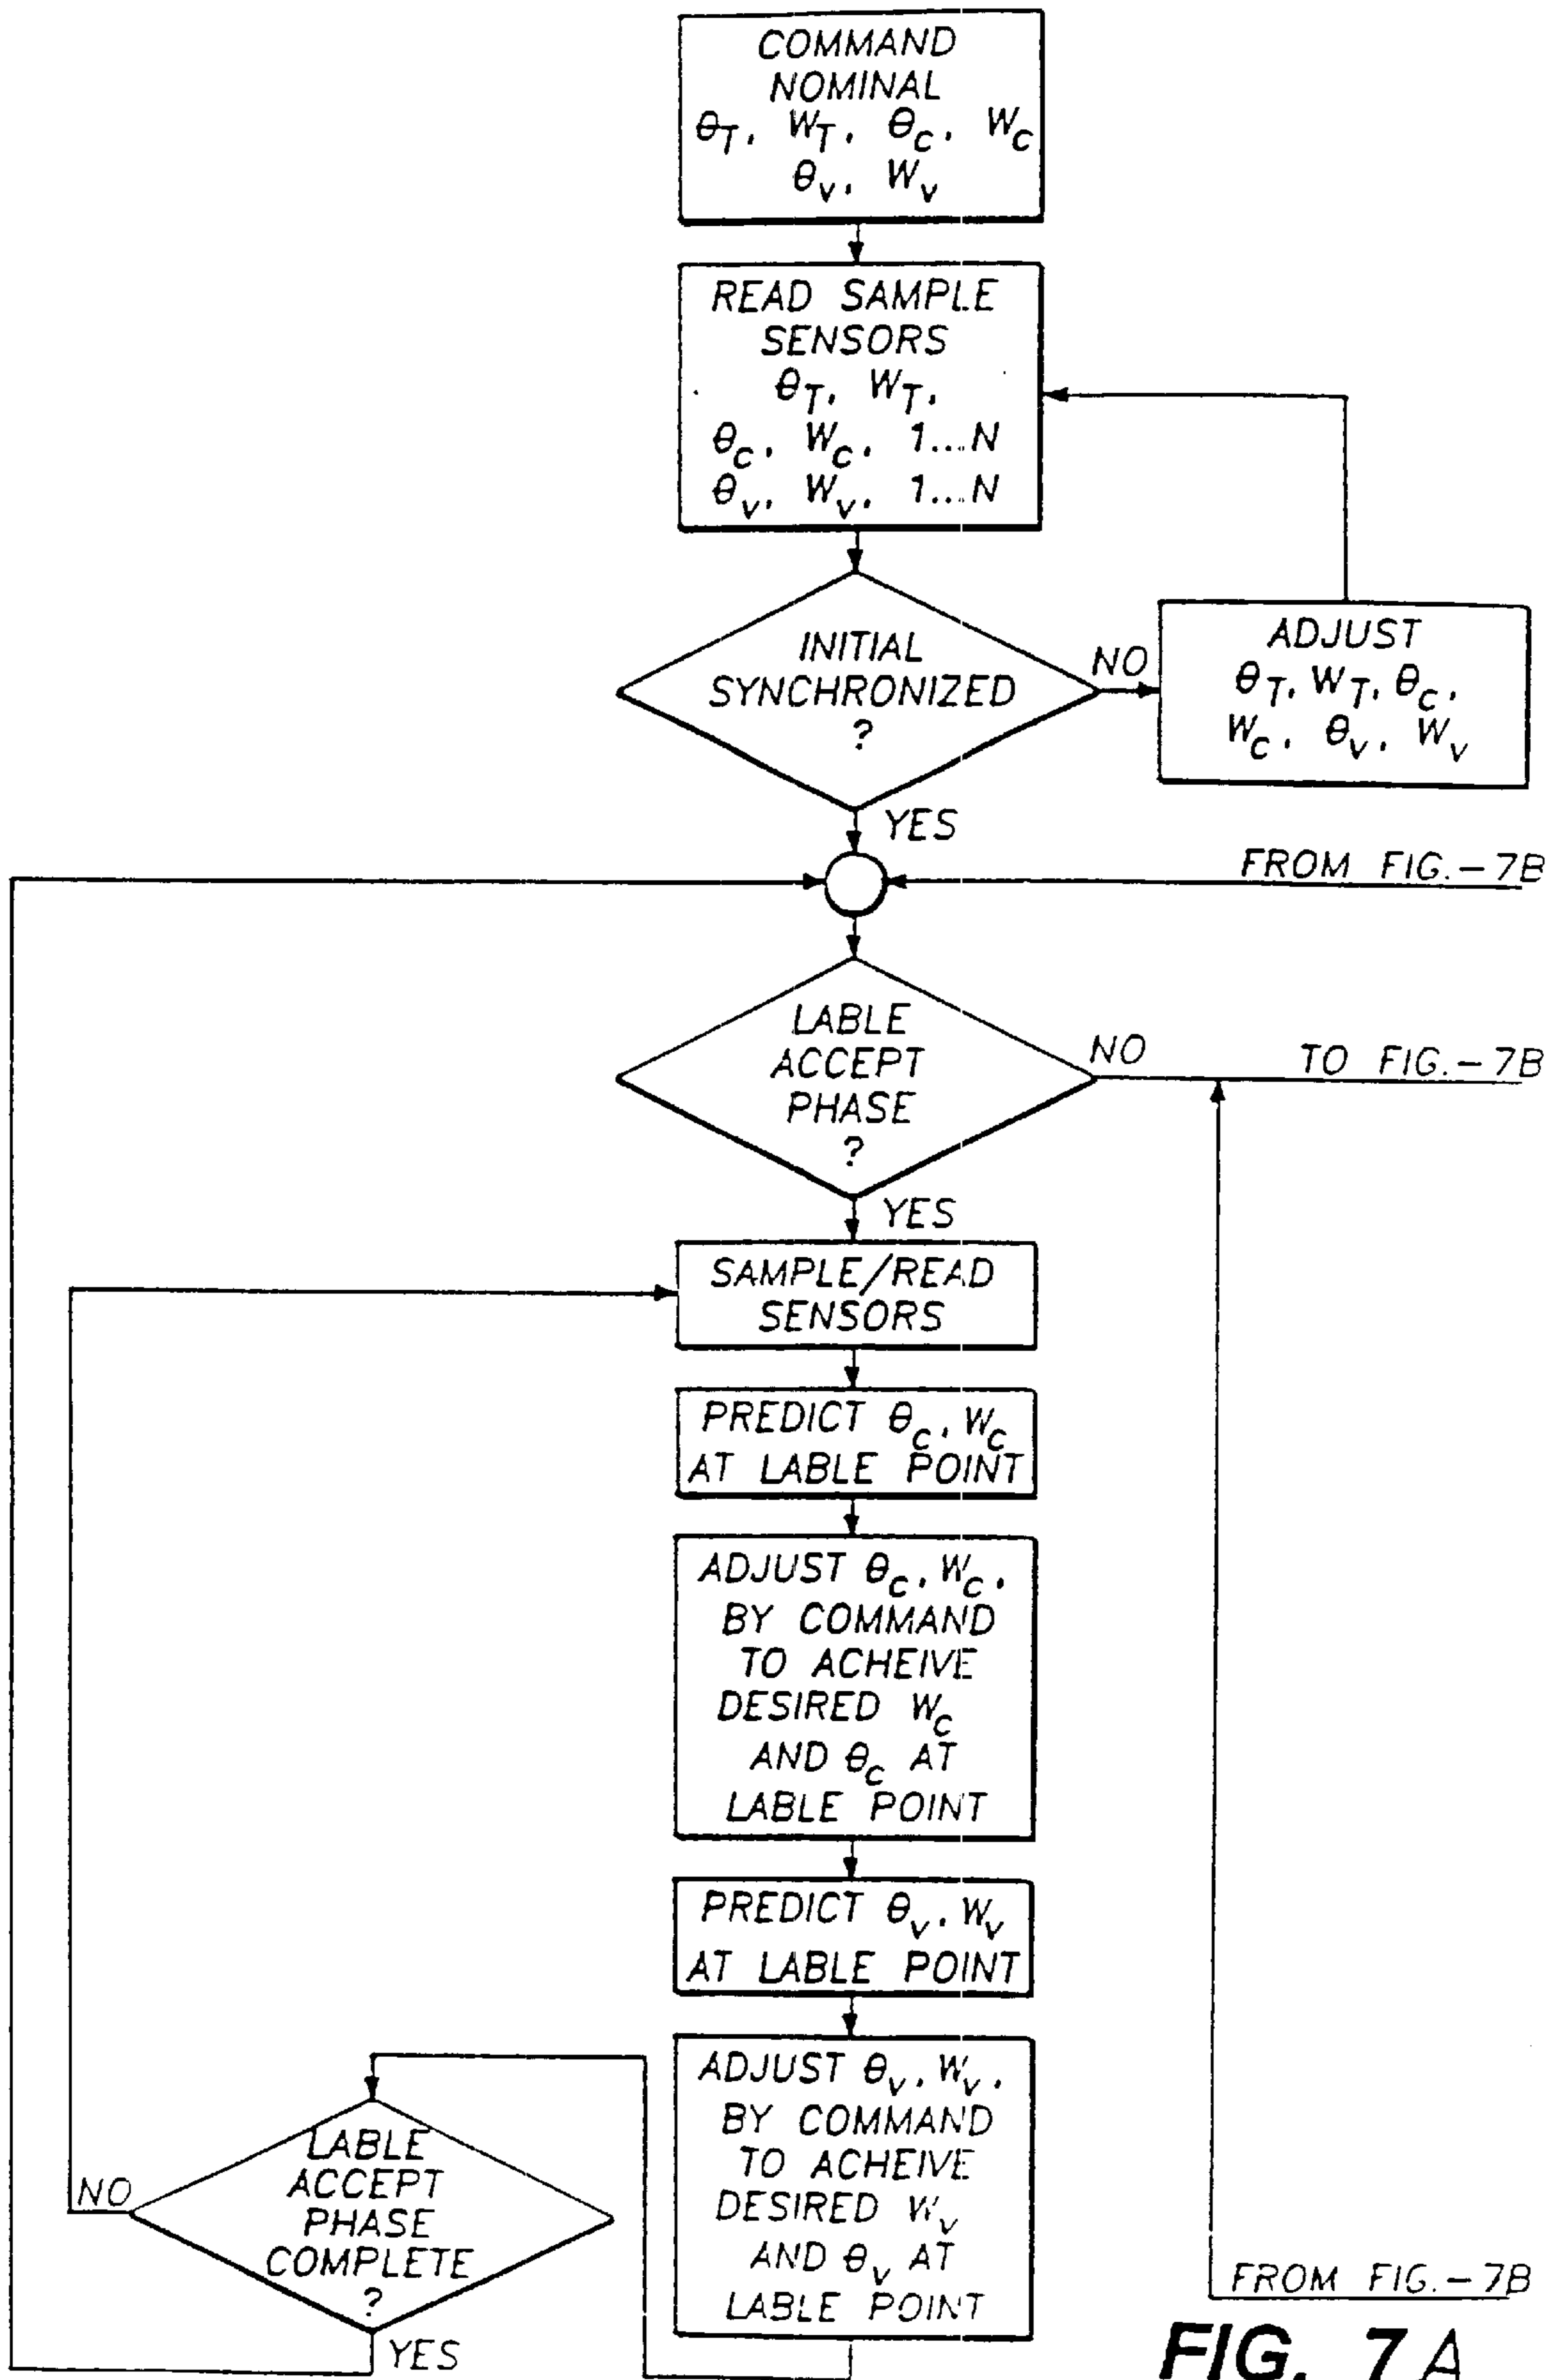 COMMAND
NOMINAL
θT, WT, θC, WC
θV, WV
READ SAMPLE
SENSORS
θT, WT,
θC, WC, 1...N
θV, WV, 1...N
INITIAL
SYNCHRONIZED
?
NO
ADJUST
θT, WT, θC,
WC, θV, WV
YES
FROM FIG.-7B
LABLE
ACCEPT
PHASE
?
NO
TO FIG.-7B
YES
SAMPLE/READ
SENSORS
PREDICT θC, WC
AT LABLE POINT
ADJUST θC, WC,
BY COMMAND
TO ACHEIVE
DESIRED WC
AND θC AT
LABLE POINT
PREDICT θV, WV
AT LABLE POINT
ADJUST θV, WV,
BY COMMAND
TO ACHEIVE
DESIRED WV
AND θV AT
LABLE POINT
LABLE
ACCEPT
PHASE
COMPLETE
?
NO
YES
FROM FIG.-7B
FIG. 7A